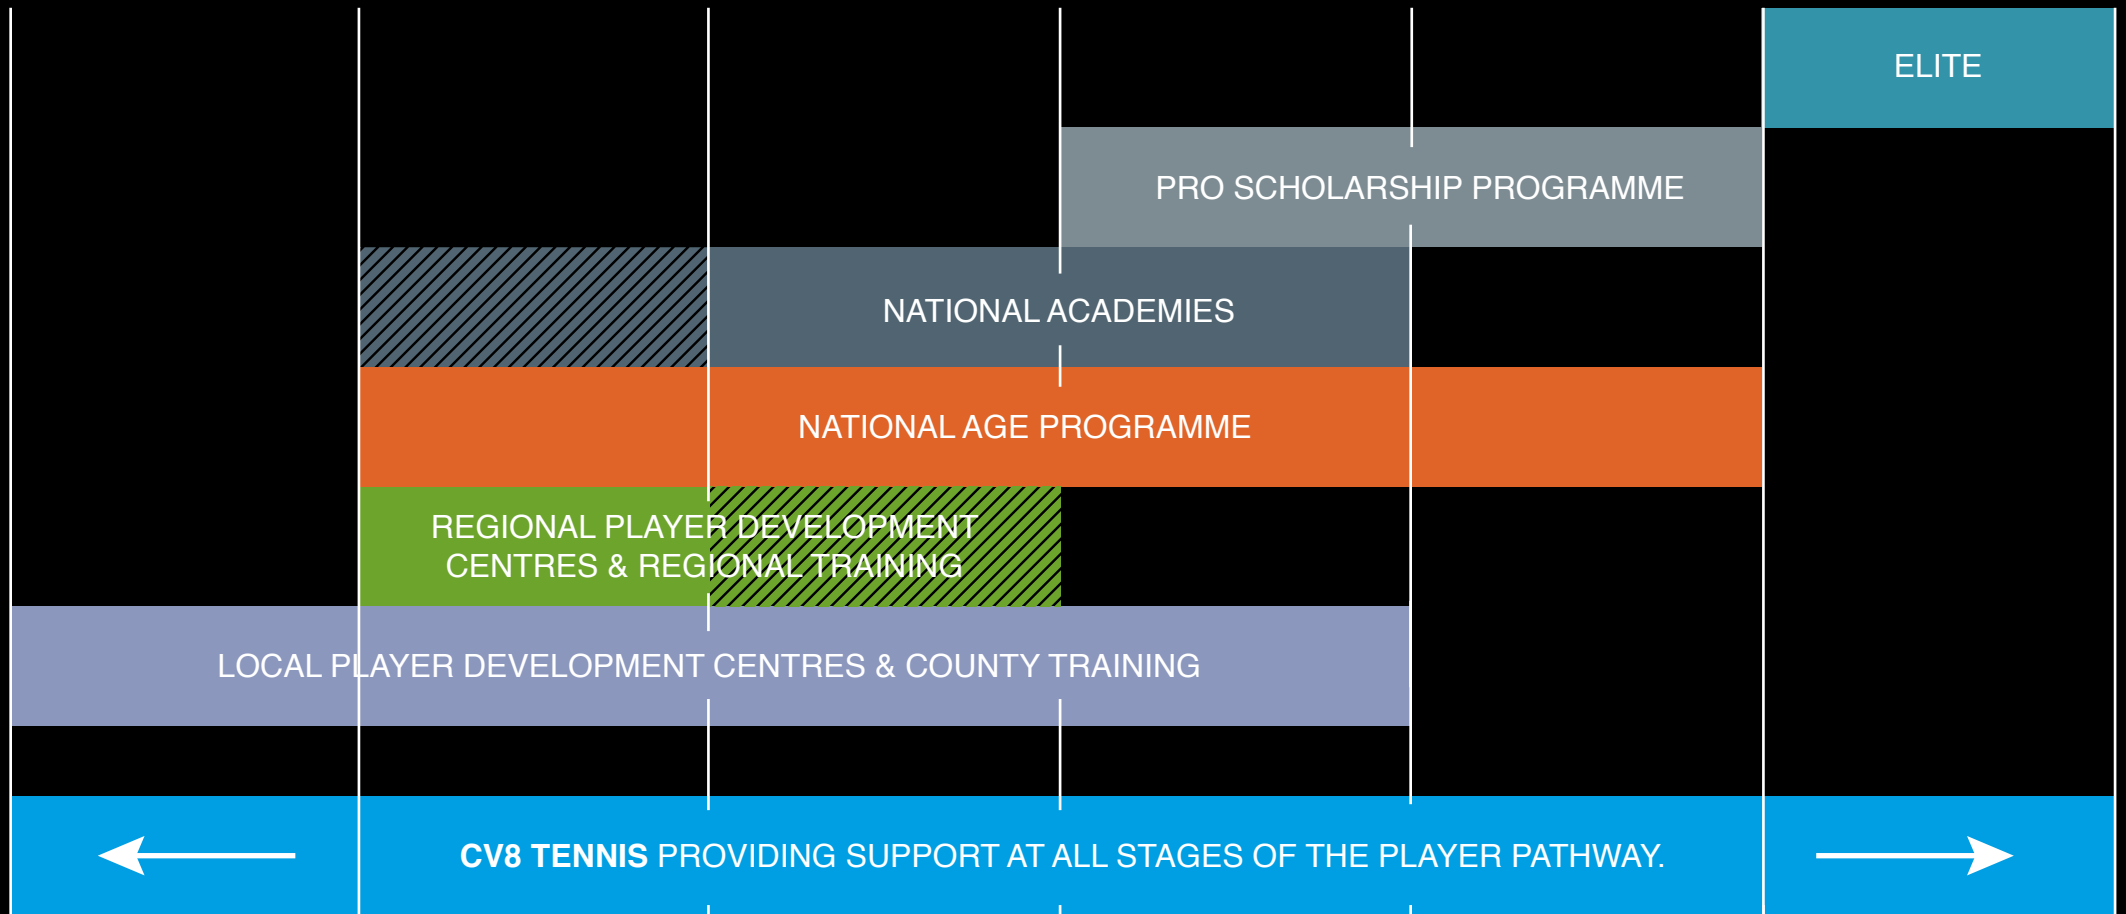 ELITE
PRO SCHOLARSHIP PROGRAMME
NATIONAL ACADEMIES
NATIONAL AGE PROGRAMME
REGIONAL PLAYER DEVELOPMENT
CENTRES & REGIONAL TRAINING
LOCAL PLAYER DEVELOPMENT CENTRES & COUNTY TRAINING
CV8 TENNIS PROVIDING SUPPORT AT ALL STAGES OF THE PLAYER PATHWAY.